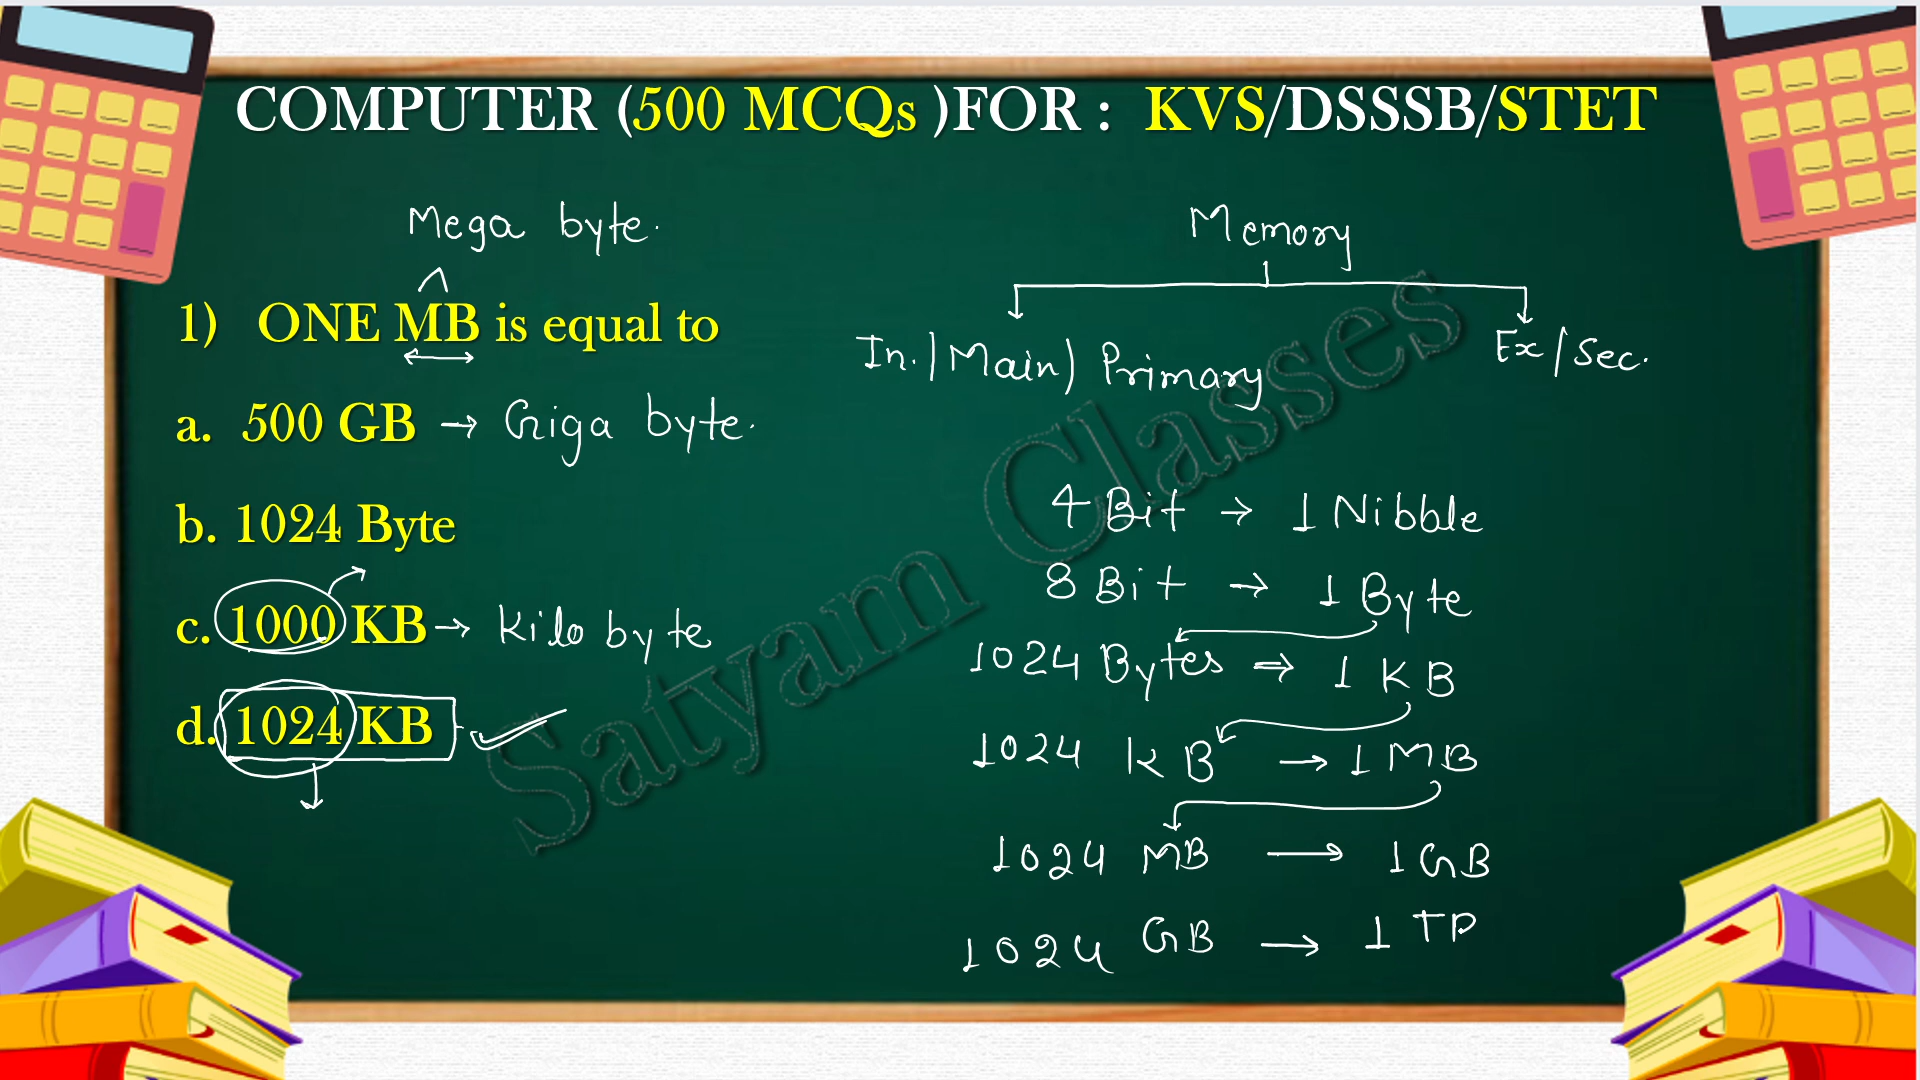 COMPUTER (500 MCQs )FOR : KVS/DSSSB/STET
Mega byte.
1) ONE MB is equal to
a. 500 GB → Giga byte.
b. 1024 Byte
c. 1000 KB → Kilo byte
d. 1024 KB
Memory
In./Main) Primary
Ex/Sec.
4 Bit → 1 Nibble
8 Bit → 1 Byte
1024 Bytes → 1 KB
1024 KB → 1 MB
1024 MB → 1 GB
1024 GB → 1 TP
Satyam Classes